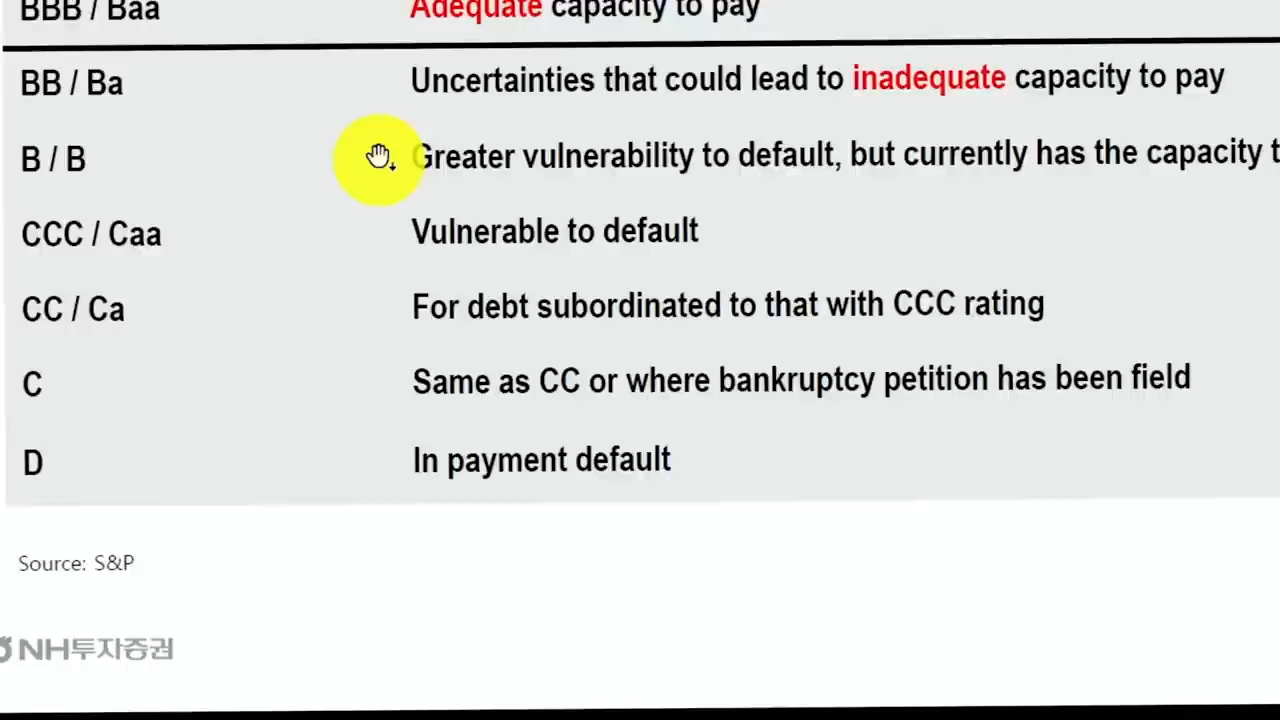 BBB / Baa Adequate capacity to pay
BB / Ba Uncertainties that could lead to inadequate capacity to pay
B / B Greater vulnerability to default, but currently has the capacity
CCC / Caa Vulnerable to default
CC / Ca For debt subordinated to that with CCC rating
C Same as CC or where bankruptcy petition has been field
D In payment default
Source: S&P
NH투자증권